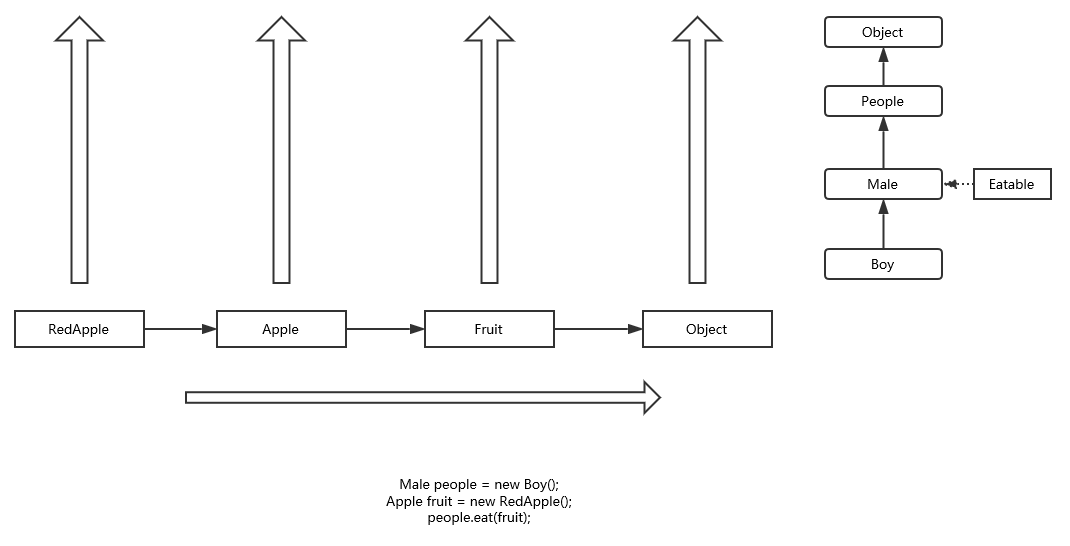 Object
People
Male
Eatable
Boy
RedApple
Apple
Fruit
Object
Male people = new Boy();
Apple fruit = new RedApple();
people.eat(fruit);